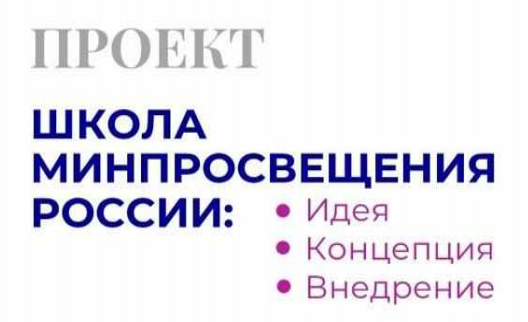 ПРОЕКТ
ШКОЛА
МИНПРОСВЕЩЕНИЯ
РОССИИ: • Идея
• Концепция
• Внедрение